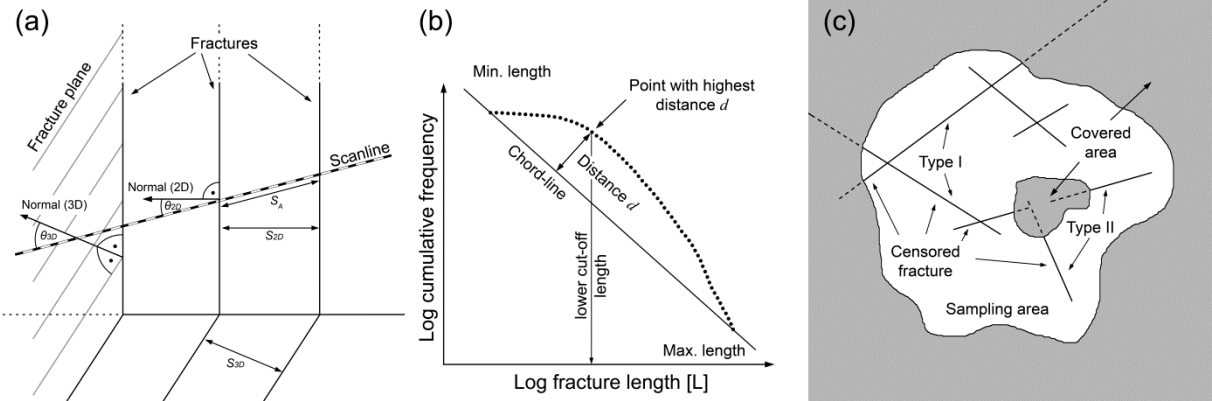 (a)
Fractures
Fracture plane
Scanline
Normal (2D)
θ2D
SA
Normal (3D)
θ3D
S2D
S3D
(b)
Min. length
Point with highest
distance d
Chord-line
Distance d
lower cut-off
length
Max. length
Log cumulative frequency
Log fracture length [L]
(c)
Type I
Covered
area
Type II
Censored
fracture
Sampling area